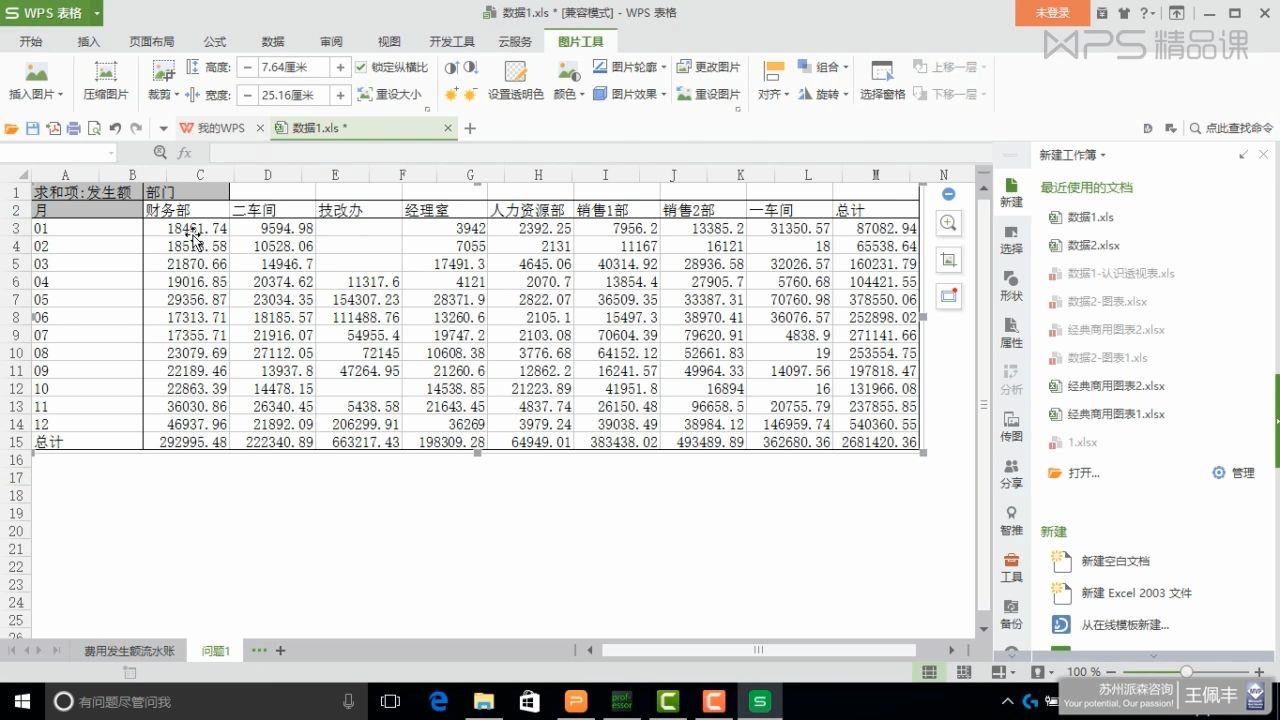 WPS 表格
数据1.xls * [兼容模式] - WPS 表格
未登录
开始 插入 页面布局 公式 数据 审阅 视图 开发工具 云服务 图片工具
WPS精品课
插入图片 压缩图片 裁剪 高度: 7.64厘米 锁定纵横比 设置透明色 颜色 图片轮廓 更改图片 对齐 组合 选择窗格 上移一层
宽度: 25.16厘米 重设大小 图片效果 重设图片 旋转 下移一层
我的WPS 数据1.xls * 点此查找命令
fx 新建工作簿
A B C D E F G H I J K L M N
1 求和项:发生额 部门
2 月 财务部 二车间 技改办 经理室 人力资源部 销售1部 销售2部 一车间 总计
3 01 18461.74 9594.98 3942 2392.25 7956.2 13385.2 31350.57 87082.94
4 02 18518.58 10528.06 7055 2131 11167 16121 18 65538.64
5 03 21870.66 14946.7 17491.3 4645.06 40314.92 28936.58 32026.57 160231.79
6 04 19016.85 20374.62 11317.6 4121 2070.7 13854.4 27905.7 5760.68 104421.55
7 05 29356.87 23034.35 154307.23 28371.9 2822.07 36509.35 33387.31 70760.98 378550.06
8 06 17313.71 18185.57 111488.76 13260.6 2105.1 15497.3 38970.41 36076.57 252898.02
9 07 17355.71 21916.07 54955.4 19747.2 2103.08 70604.39 79620.91 4838.9 271141.66
10 08 23079.69 27112.05 72145 10608.38 3776.68 64152.12 52661.83 19 253554.75
11 09 22189.46 13937.3 47264.95 21260.6 12862.2 16241.57 49964.33 14097.56 197818.47
12 10 22863.39 14478.15 14538.85 21223.89 41951.8 16894 16 131966.08
13 11 36030.86 26340.45 5438.58 21643.45 4837.74 26150.48 96658.5 20755.79 237855.85
14 12 46937.96 21892.09 206299.91 36269 3979.24 39038.49 38984.12 146959.74 540360.55
15 总计 292995.48 222340.89 663217.43 198309.28 64949.01 383438.02 493489.89 362680.36 2681420.36
16
17
18
19
20
21
22
23
24
25
26
新建
选择
形状
属性
分析
传图
分享
智推
工具
备份
最近使用的文档
数据1.xls
数据2.xlsx
数据1-认识透视表.xls
数据2-图表.xlsx
经典商用图表2.xlsx
数据2-图表1.xls
经典商用图表2.xlsx
经典商用图表1.xlsx
1.xlsx
打开... 管理
新建
新建空白文档
新建 Excel 2003 文件
从在线模板新建...
费用发生额流水账 问题1
100 %
有问题尽管问我
prof
essor
苏州派森咨询 王佩丰
Your potential, Our passion!
MVP